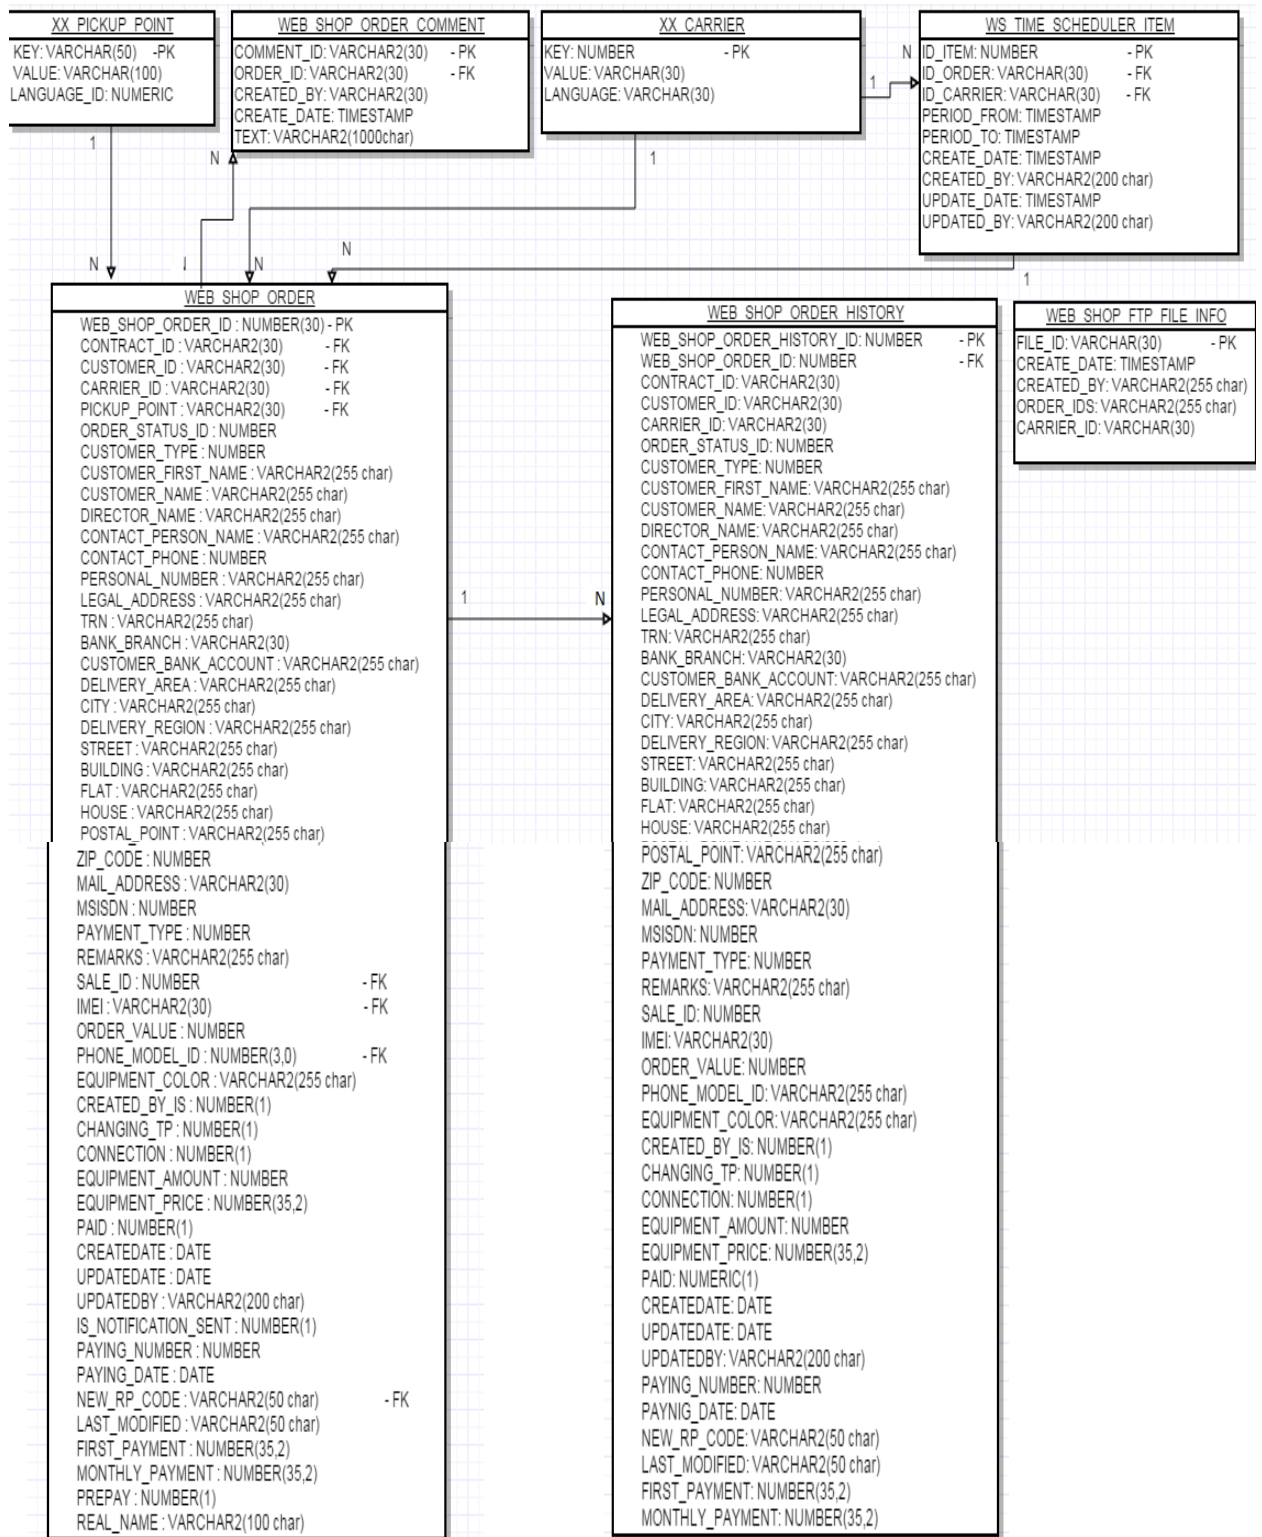 XX_PICKUP_POINT
KEY: VARCHAR(50) -PK
VALUE: VARCHAR(100)
LANGUAGE_ID: NUMERIC
1
N
WEB_SHOP_ORDER_COMMENT
COMMENT_ID: VARCHAR2(30) - PK
ORDER_ID: VARCHAR2(30) - FK
CREATED_BY: VARCHAR2(30)
CREATE_DATE: TIMESTAMP
TEXT: VARCHAR2(1000char)
N
XX_CARRIER
KEY: NUMBER - PK
VALUE: VARCHAR(30)
LANGUAGE: VARCHAR(30)
1
N
1
N
WS_TIME_SCHEDULER_ITEM
ID_ITEM: NUMBER - PK
ID_ORDER: VARCHAR(30) - FK
ID_CARRIER: VARCHAR(30) - FK
PERIOD_FROM: TIMESTAMP
PERIOD_TO: TIMESTAMP
CREATE_DATE: TIMESTAMP
CREATED_BY: VARCHAR2(200 char)
UPDATE_DATE: TIMESTAMP
UPDATED_BY: VARCHAR2(200 char)
N
1
WEB_SHOP_ORDER
WEB_SHOP_ORDER_ID : NUMBER(30) - PK
CONTRACT_ID : VARCHAR2(30) - FK
CUSTOMER_ID : VARCHAR2(30) - FK
CARRIER_ID : VARCHAR2(30) - FK
PICKUP_POINT : VARCHAR2(30) - FK
ORDER_STATUS_ID : NUMBER
CUSTOMER_TYPE : NUMBER
CUSTOMER_FIRST_NAME : VARCHAR2(255 char)
CUSTOMER_NAME : VARCHAR2(255 char)
DIRECTOR_NAME : VARCHAR2(255 char)
CONTACT_PERSON_NAME : VARCHAR2(255 char)
CONTACT_PHONE : NUMBER
PERSONAL_NUMBER : VARCHAR2(255 char)
LEGAL_ADDRESS : VARCHAR2(255 char)
TRN : VARCHAR2(255 char)
BANK_BRANCH : VARCHAR2(30)
CUSTOMER_BANK_ACCOUNT : VARCHAR2(255 char)
DELIVERY_AREA : VARCHAR2(255 char)
CITY : VARCHAR2(255 char)
DELIVERY_REGION : VARCHAR2(255 char)
STREET : VARCHAR2(255 char)
BUILDING : VARCHAR2(255 char)
FLAT : VARCHAR2(255 char)
HOUSE : VARCHAR2(255 char)
POSTAL_POINT : VARCHAR2(255 char)
ZIP_CODE : NUMBER
MAIL_ADDRESS : VARCHAR2(30)
MSISDN : NUMBER
PAYMENT_TYPE : NUMBER
REMARKS : VARCHAR2(255 char)
SALE_ID : NUMBER - FK
IMEI : VARCHAR2(30) - FK
ORDER_VALUE : NUMBER
PHONE_MODEL_ID : NUMBER(3,0) - FK
EQUIPMENT_COLOR : VARCHAR2(255 char)
CREATED_BY_IS : NUMBER(1)
CHANGING_TP : NUMBER(1)
CONNECTION : NUMBER(1)
EQUIPMENT_AMOUNT : NUMBER
EQUIPMENT_PRICE : NUMBER(35,2)
PAID : NUMBER(1)
CREATEDATE : DATE
UPDATEDATE : DATE
UPDATEDBY : VARCHAR2(200 char)
IS_NOTIFICATION_SENT : NUMBER(1)
PAYING_NUMBER : NUMBER
PAYING_DATE : DATE
NEW_RP_CODE : VARCHAR2(50 char) - FK
LAST_MODIFIED : VARCHAR2(50 char)
FIRST_PAYMENT : NUMBER(35,2)
MONTHLY_PAYMENT : NUMBER(35,2)
PREPAY : NUMBER(1)
REAL_NAME : VARCHAR2(100 char)
1
N
WEB_SHOP_ORDER_HISTORY
WEB_SHOP_ORDER_HISTORY_ID: NUMBER - PK
WEB_SHOP_ORDER_ID: NUMBER - FK
CONTRACT_ID: VARCHAR2(30)
CUSTOMER_ID: VARCHAR2(30)
CARRIER_ID: VARCHAR2(30)
ORDER_STATUS_ID: NUMBER
CUSTOMER_TYPE: NUMBER
CUSTOMER_FIRST_NAME: VARCHAR2(255 char)
CUSTOMER_NAME: VARCHAR2(255 char)
DIRECTOR_NAME: VARCHAR2(255 char)
CONTACT_PERSON_NAME: VARCHAR2(255 char)
CONTACT_PHONE: NUMBER
PERSONAL_NUMBER: VARCHAR2(255 char)
LEGAL_ADDRESS: VARCHAR2(255 char)
TRN: VARCHAR2(255 char)
BANK_BRANCH: VARCHAR2(30)
CUSTOMER_BANK_ACCOUNT: VARCHAR2(255 char)
DELIVERY_AREA: VARCHAR2(255 char)
CITY: VARCHAR2(255 char)
DELIVERY_REGION: VARCHAR2(255 char)
STREET: VARCHAR2(255 char)
BUILDING: VARCHAR2(255 char)
FLAT: VARCHAR2(255 char)
HOUSE: VARCHAR2(255 char)
POSTAL_POINT: VARCHAR2(255 char)
ZIP_CODE: NUMBER
MAIL_ADDRESS: VARCHAR2(30)
MSISDN: NUMBER
PAYMENT_TYPE: NUMBER
REMARKS: VARCHAR2(255 char)
SALE_ID: NUMBER
IMEI: VARCHAR2(30)
ORDER_VALUE: NUMBER
PHONE_MODEL_ID: VARCHAR2(255 char)
EQUIPMENT_COLOR: VARCHAR2(255 char)
CREATED_BY_IS: NUMBER(1)
CHANGING_TP: NUMBER(1)
CONNECTION: NUMBER(1)
EQUIPMENT_AMOUNT: NUMBER
EQUIPMENT_PRICE: NUMBER(35,2)
PAID: NUMERIC(1)
CREATEDATE: DATE
UPDATEDATE: DATE
UPDATEDBY: VARCHAR2(200 char)
PAYING_NUMBER: NUMBER
PAYNIG_DATE: DATE
NEW_RP_CODE: VARCHAR2(50 char)
LAST_MODIFIED: VARCHAR2(50 char)
FIRST_PAYMENT: NUMBER(35,2)
MONTHLY_PAYMENT: NUMBER(35,2)
WEB_SHOP_FTP_FILE_INFO
FILE_ID: VARCHAR(30) - PK
CREATE_DATE: TIMESTAMP
CREATED_BY: VARCHAR2(255 char)
ORDER_IDS: VARCHAR2(255 char)
CARRIER_ID: VARCHAR(30)